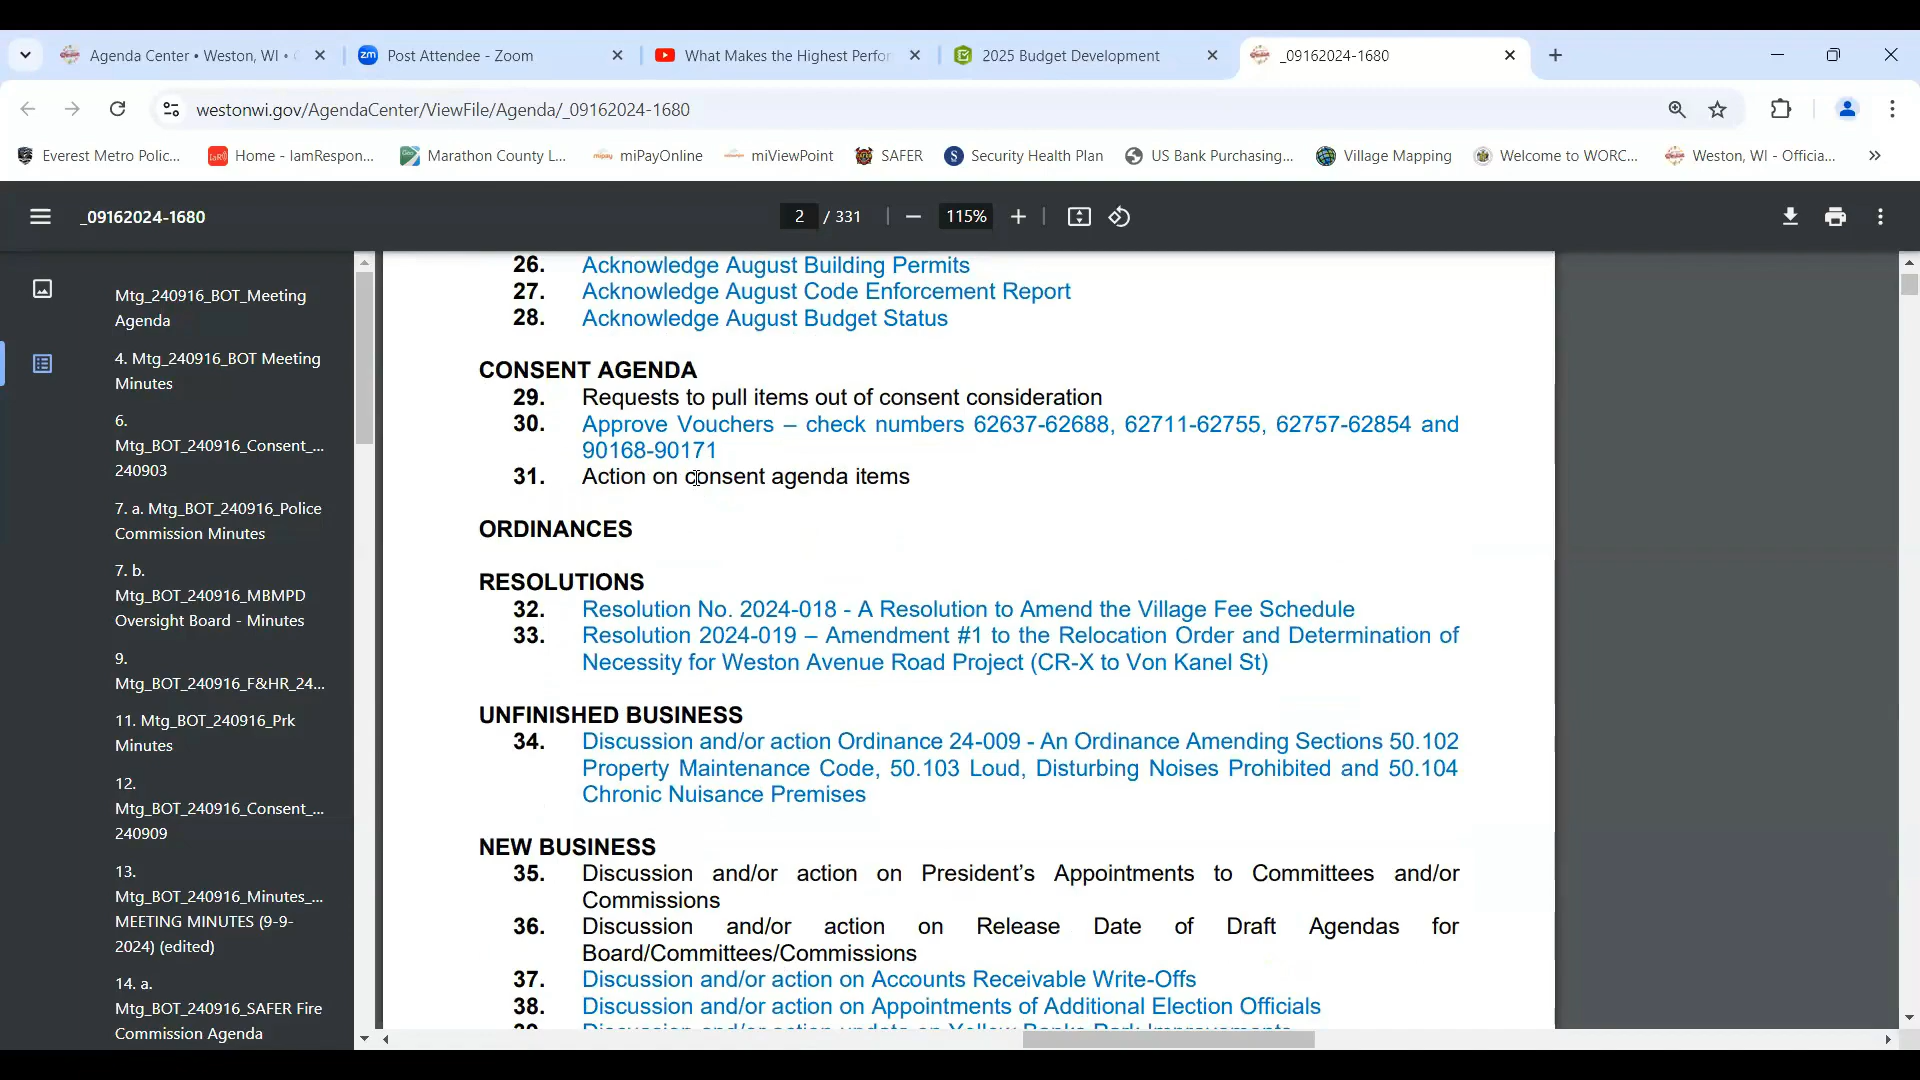 Agenda Center • Weston, WI •
Post Attendee - Zoom
What Makes the Highest Perfor
2025 Budget Development
_09162024-1680
westonwi.gov/AgendaCenter/ViewFile/Agenda/_09162024-1680
Everest Metro Polic...
Home - IamRespon...
Marathon County L...
miPayOnline
miViewPoint
SAFER
Security Health Plan
US Bank Purchasing...
Village Mapping
Welcome to WORC...
Weston, WI - Officia...
_09162024-1680
2 / 331
115%
Mtg_240916_BOT_Meeting
Agenda
4. Mtg_240916_BOT Meeting
Minutes
6.
Mtg_BOT_240916_Consent_...
240903
7. a. Mtg_BOT_240916_Police
Commission Minutes
7. b.
Mtg_BOT_240916_MBMPD
Oversight Board - Minutes
9.
Mtg_BOT_240916_F&HR_24...
11. Mtg_BOT_240916_Prk
Minutes
12.
Mtg_BOT_240916_Consent_...
240909
13.
Mtg_BOT_240916_Minutes_...
MEETING MINUTES (9-9-
2024) (edited)
14. a.
Mtg_BOT_240916_SAFER Fire
Commission Agenda
26. Acknowledge August Building Permits
27. Acknowledge August Code Enforcement Report
28. Acknowledge August Budget Status
CONSENT AGENDA
29. Requests to pull items out of consent consideration
30. Approve Vouchers – check numbers 62637-62688, 62711-62755, 62757-62854 and
90168-90171
31. Action on consent agenda items
ORDINANCES
RESOLUTIONS
32. Resolution No. 2024-018 - A Resolution to Amend the Village Fee Schedule
33. Resolution 2024-019 – Amendment #1 to the Relocation Order and Determination of
Necessity for Weston Avenue Road Project (CR-X to Von Kanel St)
UNFINISHED BUSINESS
34. Discussion and/or action Ordinance 24-009 - An Ordinance Amending Sections 50.102
Property Maintenance Code, 50.103 Loud, Disturbing Noises Prohibited and 50.104
Chronic Nuisance Premises
NEW BUSINESS
35. Discussion and/or action on President’s Appointments to Committees and/or
Commissions
36. Discussion and/or action on Release Date of Draft Agendas for
Board/Committees/Commissions
37. Discussion and/or action on Accounts Receivable Write-Offs
38. Discussion and/or action on Appointments of Additional Election Officials
39. Discussion and/or action update on Yellow Banks Park Improvements